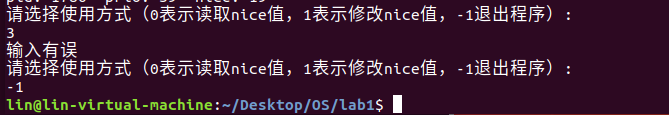 请选择使用方式（0表示读取nice值，1表示修改nice值，-1退出程序）：
3
输入有误
请选择使用方式（0表示读取nice值，1表示修改nice值，-1退出程序）：
-1
lin@lin-virtual-machine:~/Desktop/OS/lab1$